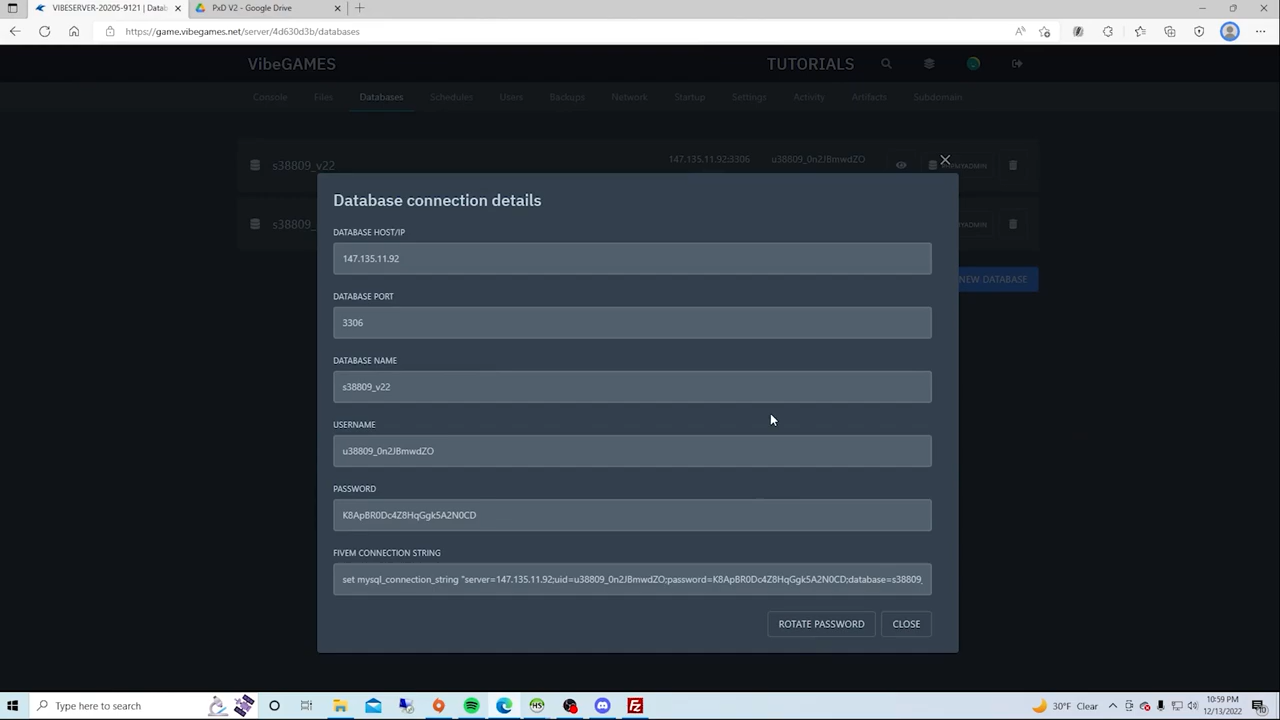 VIBESERVER-20205-9121 | Datab
PxD V2 - Google Drive
https://game.vibegames.net/server/4d630d3b/databases
VibeGAMES
TUTORIALS
Console Files Databases Schedules Users Backups Network Startup Settings Activity Artifacts Subdomain
s38809_v22 147.135.11.92:3306 u38809_0n2JBmwdZO
s38809_
NEW DATABASE
Database connection details
DATABASE HOST/IP
147.135.11.92
DATABASE PORT
3306
DATABASE NAME
s38809_v22
USERNAME
u38809_0n2JBmwdZO
PASSWORD
K8ApBR0Dc4Z8HqGgk5A2N0CD
FIVEM CONNECTION STRING
set mysql_connection_string "server=147.135.11.92;uid=u38809_0n2JBmwdZO;password=K8ApBR0Dc4Z8HqGgk5A2N0CD;database=s38809_
ROTATE PASSWORD CLOSE
Type here to search
30°F Clear
10:59 PM
12/13/2022